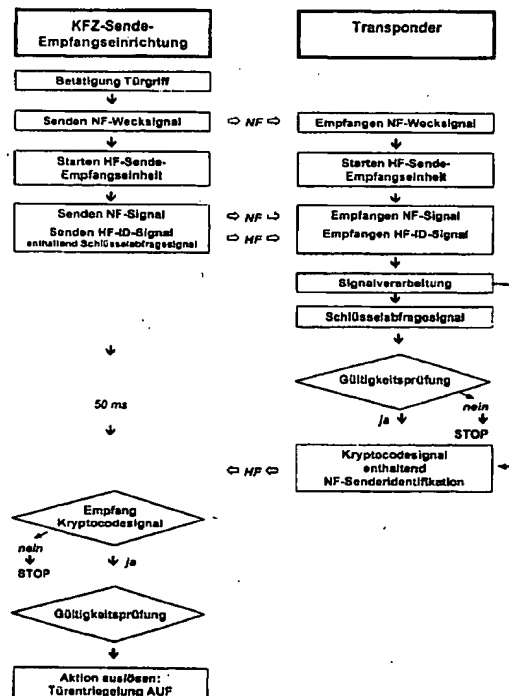 KFZ-Sende-
Empfangseinrichtung
Transponder
Betätigung Türgriff
Senden NF-Wecksignal
NF
Empfangen NF-Wecksignal
Starten HF-Sende-
Empfangseinheit
Starten HF-Sende-
Empfangseinheit
Senden NF-Signal
NF
Empfangen NF-Signal
Senden HF-ID-Signal
enthaltend Schlüsselabfragesignal
HF
Empfangen HF-ID-Signal
Signalverarbeitung
Schlüsselabfragesignal
Gültigkeitsprüfung
50 ms
nein
ja
STOP
HF
Kryptocodesignal
enthaltend
NF-Senderidentifikation
Empfang
Kryptocodesignal
nein
ja
STOP
Gültigkeitsprüfung
Aktion auslösen:
Türentriegelung AUF